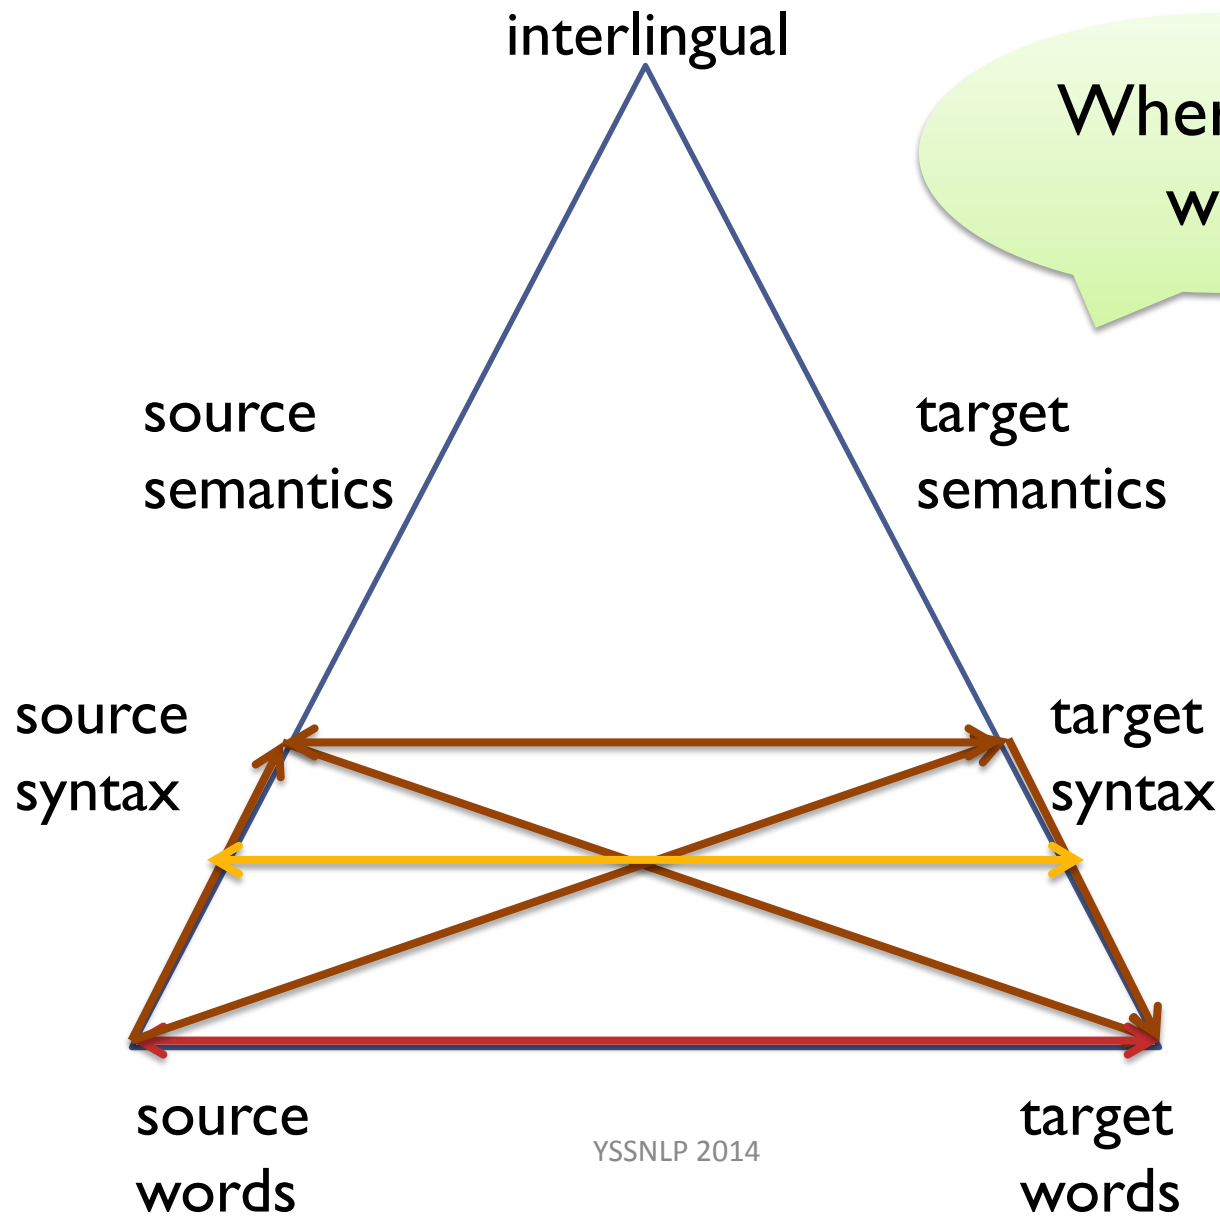 interlingual
source
semantics
target
semantics
source
syntax
target
syntax
source
words
target
words
YSSNLP 2014